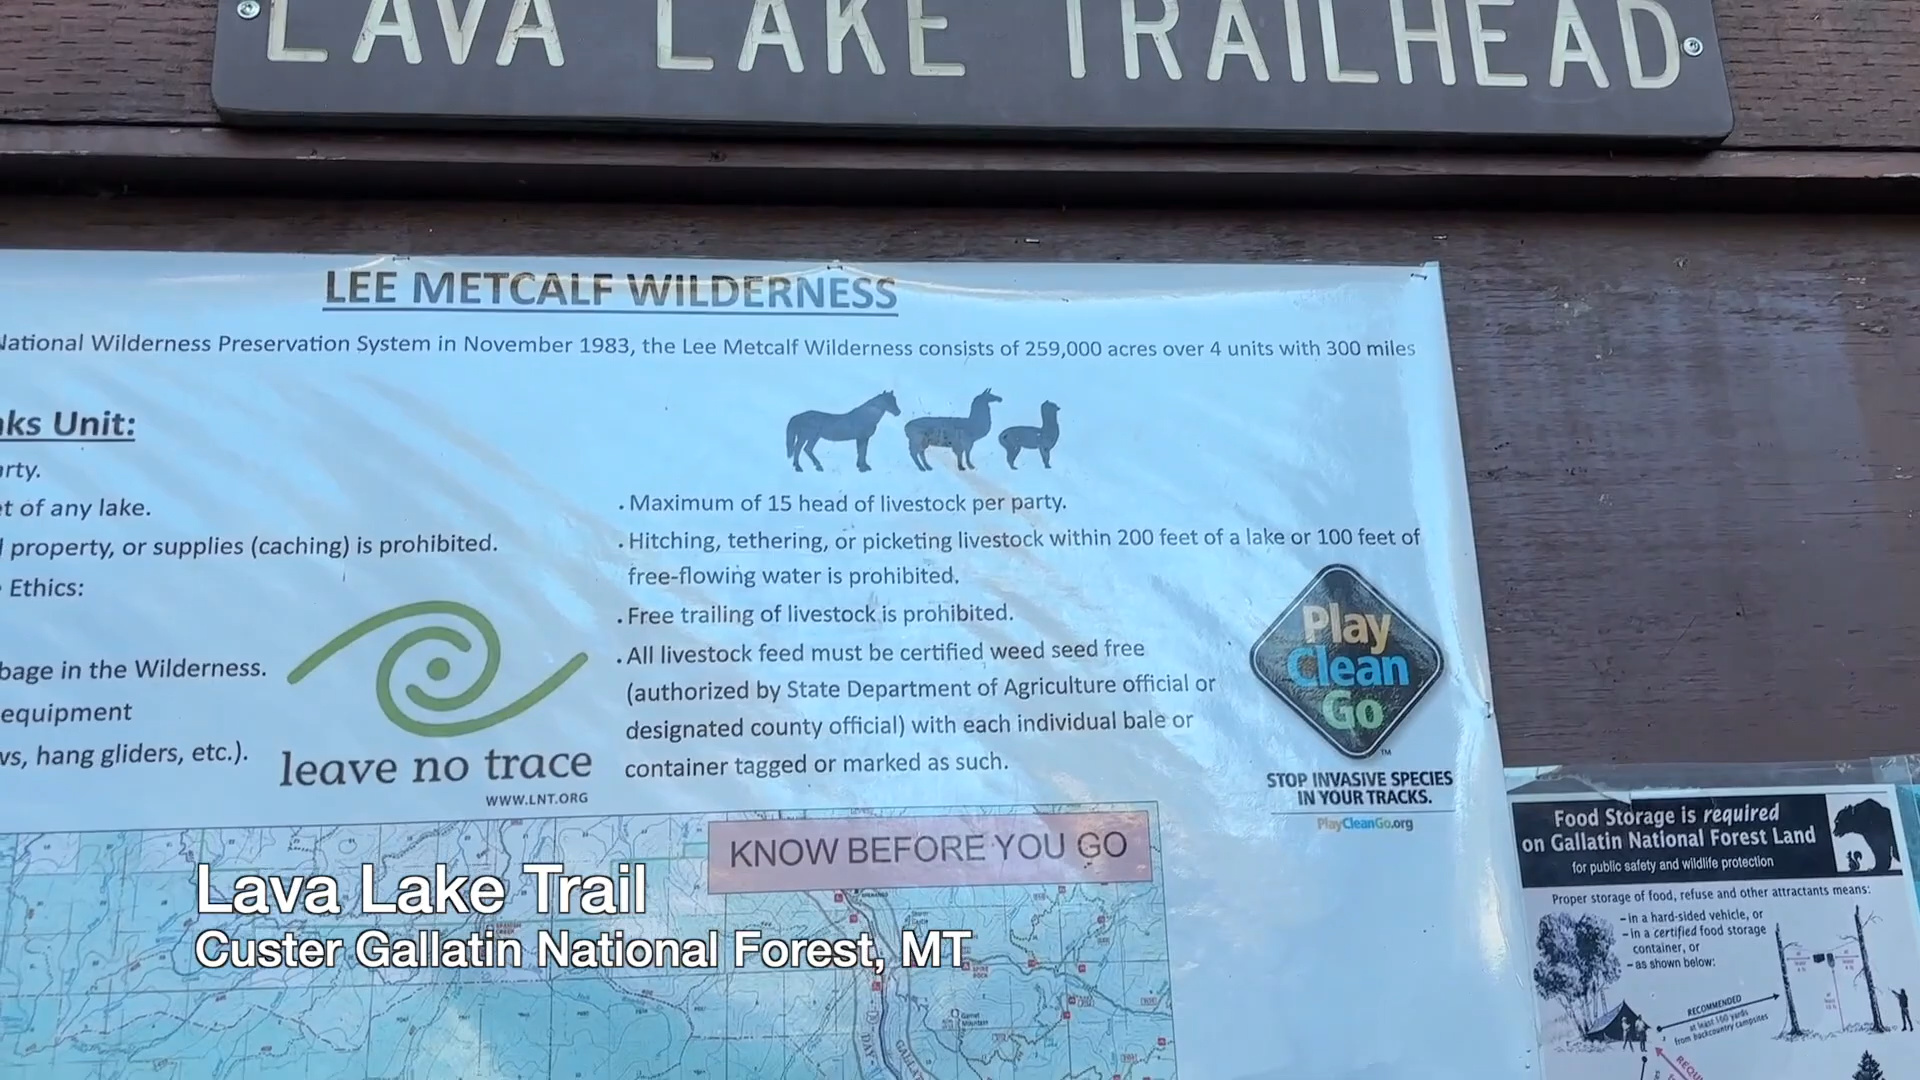 LAVA LAKE TRAILHEAD
LEE METCALF WILDERNESS
National Wilderness Preservation System in November 1983, the Lee Metcalf Wilderness consists of 259,000 acres over 4 units with 300 miles
Unit:
t of any lake.
property, or supplies (caching) is prohibited.
Ethics:
in the Wilderness.
equipment
hang gliders, etc.).
leave no trace
WWW.LNT.ORG
. Maximum of 15 head of livestock per party.
. Hitching, tethering, or picketing livestock within 200 feet of a lake or 100 feet of
free-flowing water is prohibited.
. Free trailing of livestock is prohibited.
. All livestock feed must be certified weed seed free
(authorized by State Department of Agriculture official or
designated county official) with each individual bale or
container tagged or marked as such.
Play
Clean
Go
TM
STOP INVASIVE SPECIES
IN YOUR TRACKS.
PlayCleanGo.org
KNOW BEFORE YOU GO
Food Storage is required
on Gallatin National Forest Land
for public safety and wildlife protection
Proper storage of food, refuse and other attractants means:
– in a hard-sided vehicle, or
– in a certified food storage
container, or
– as shown below:
RECOMMENDED
at least 100 yards
from backcountry campsites
Lava Lake Trail
Custer Gallatin National Forest, MT